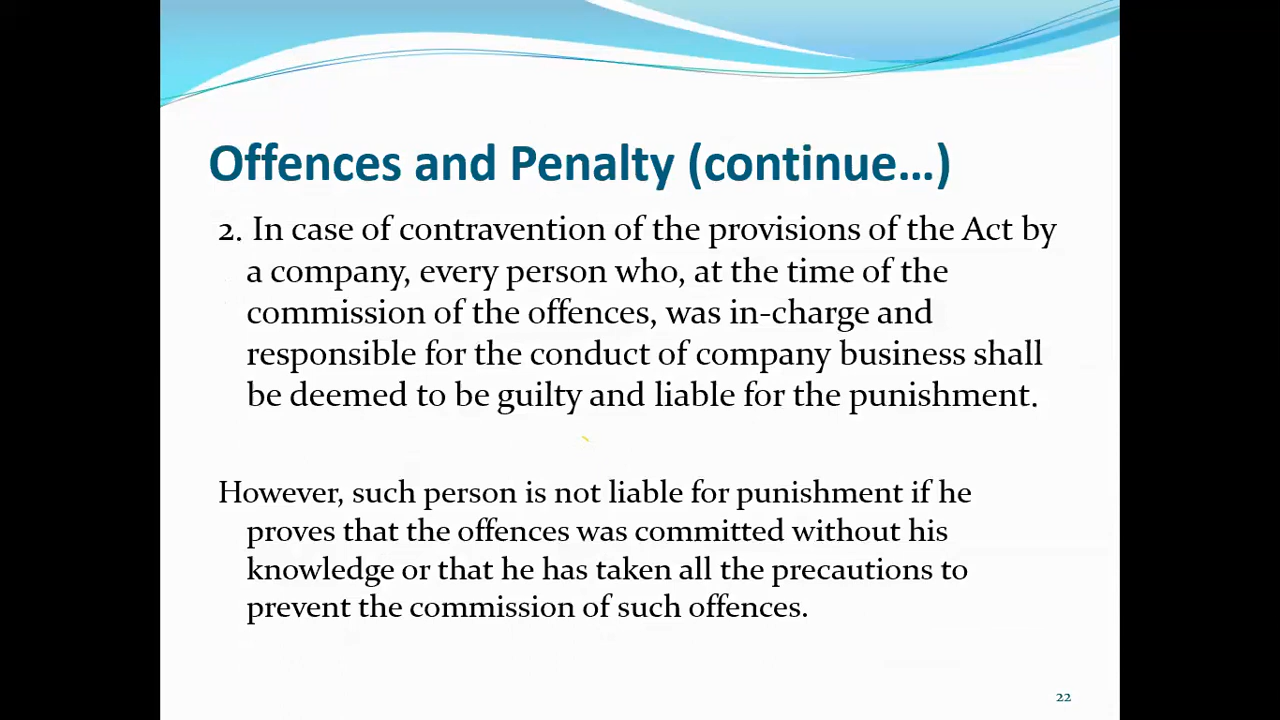 Offences and Penalty (continue...)
2. In case of contravention of the provisions of the Act by
a company, every person who, at the time of the
commission of the offences, was in-charge and
responsible for the conduct of company business shall
be deemed to be guilty and liable for the punishment.
However, such person is not liable for punishment if he
proves that the offences was committed without his
knowledge or that he has taken all the precautions to
prevent the commission of such offences.
22